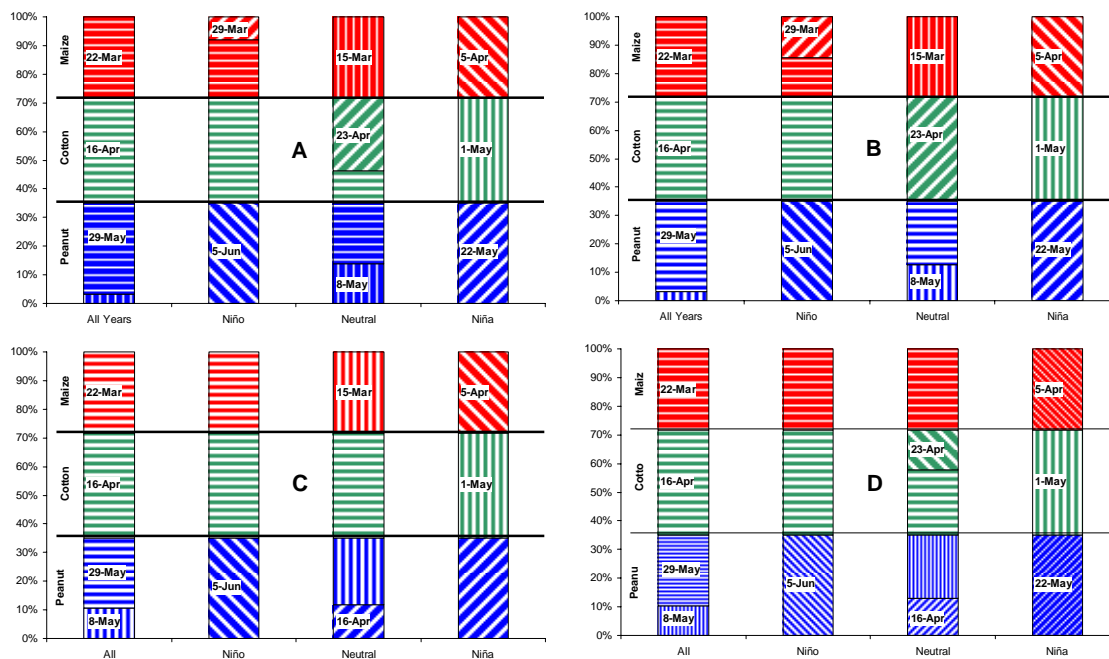 100%
90%
80%
70%
60%
50%
40%
30%
20%
10%
0%
Maize
Cotton
Peanut
22-Mar
29-Mar
15-Mar
5-Apr
16-Apr
A
23-Apr
1-May
29-May
5-Jun
8-May
22-May
All Years
Niño
Neutral
Niña
100%
90%
80%
70%
60%
50%
40%
30%
20%
10%
0%
Maize
Cotton
Peanut
22-Mar
29-Mar
15-Mar
5-Apr
16-Apr
B
23-Apr
1-May
29-May
5-Jun
8-May
22-May
All Years
Niño
Neutral
Niña
100%
90%
80%
70%
60%
50%
40%
30%
20%
10%
0%
Maize
Cotton
Peanut
22-Mar
15-Mar
5-Apr
16-Apr
C
1-May
29-May
8-May
5-Jun
16-Apr
All
Niño
Neutral
Niña
100%
90%
80%
70%
60%
50%
40%
30%
20%
10%
0%
Maiz
Cotto
Peanu
22-Mar
5-Apr
16-Apr
D
23-Apr
1-May
29-May
8-May
5-Jun
16-Apr
22-May
All
Niño
Neutral
Niña